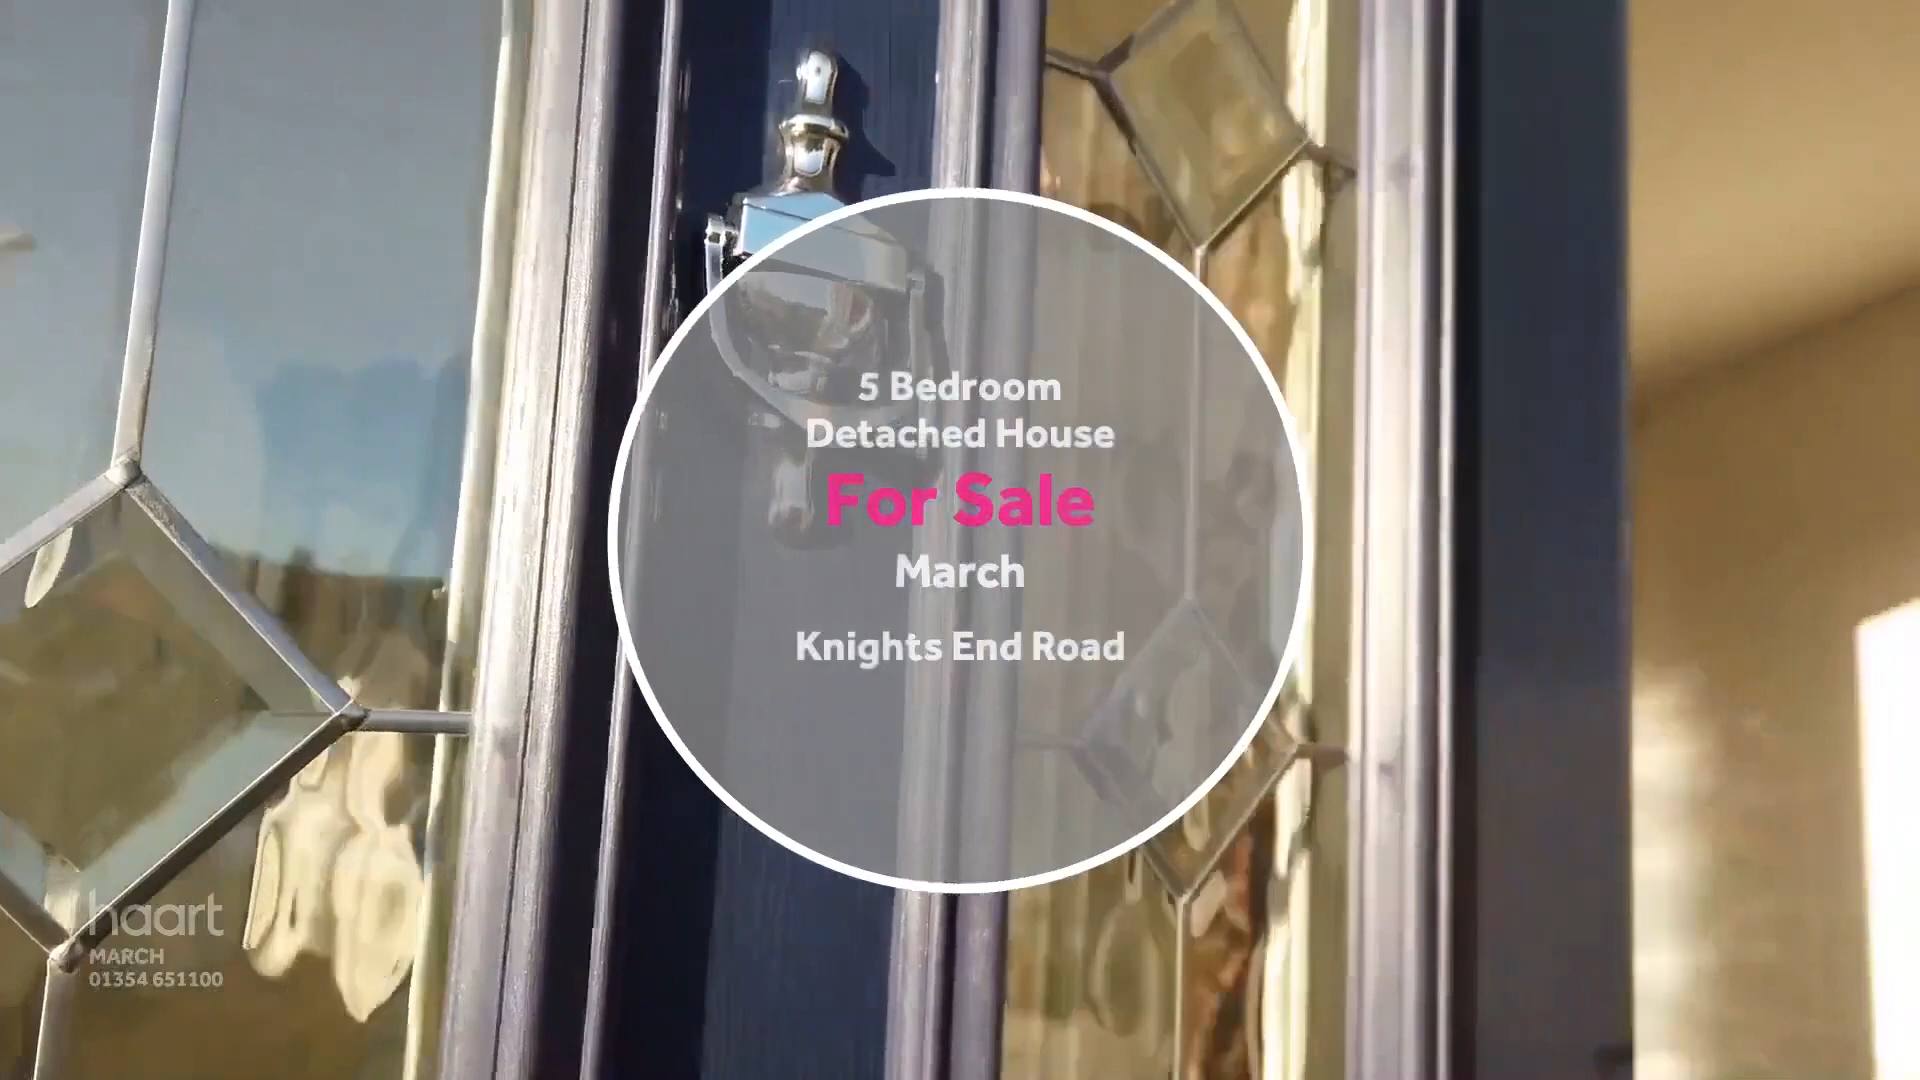 5 Bedroom
Detached House
For Sale
March
Knights End Road
haart
MARCH
01354 651100